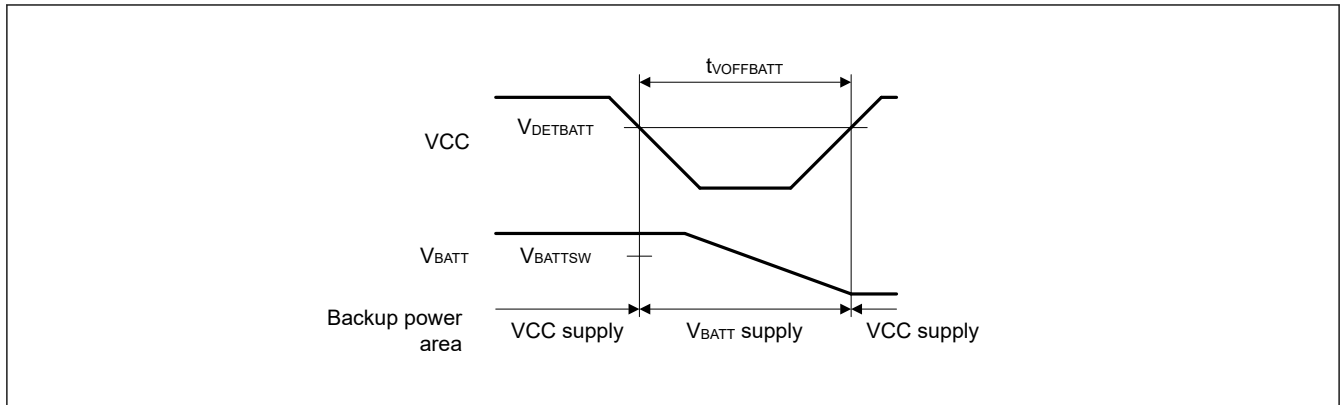 tVOFFBATT
VCC
VDETBATT
VBATT
VBATTSW
Backup power
area
VCC supply
VBATT supply
VCC supply